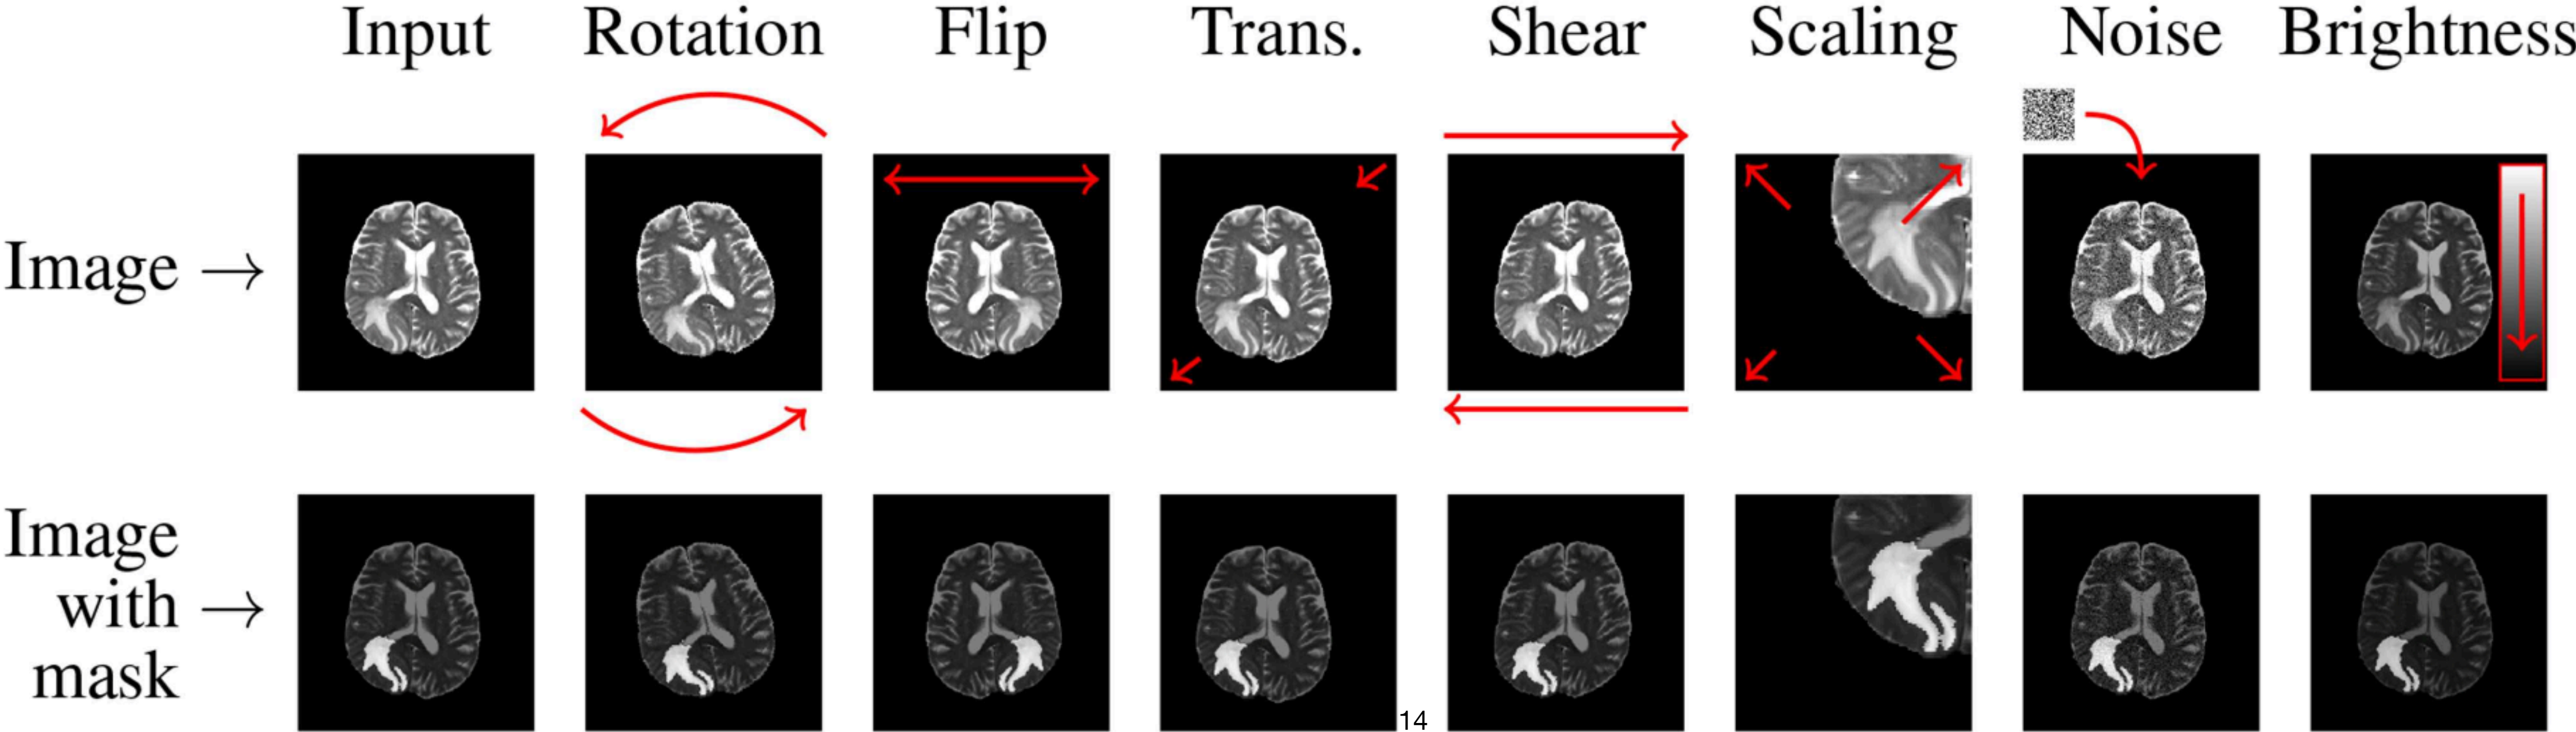 Input Rotation Flip Trans. Shear Scaling Noise Brightness
Image →
Image
with →
mask
14